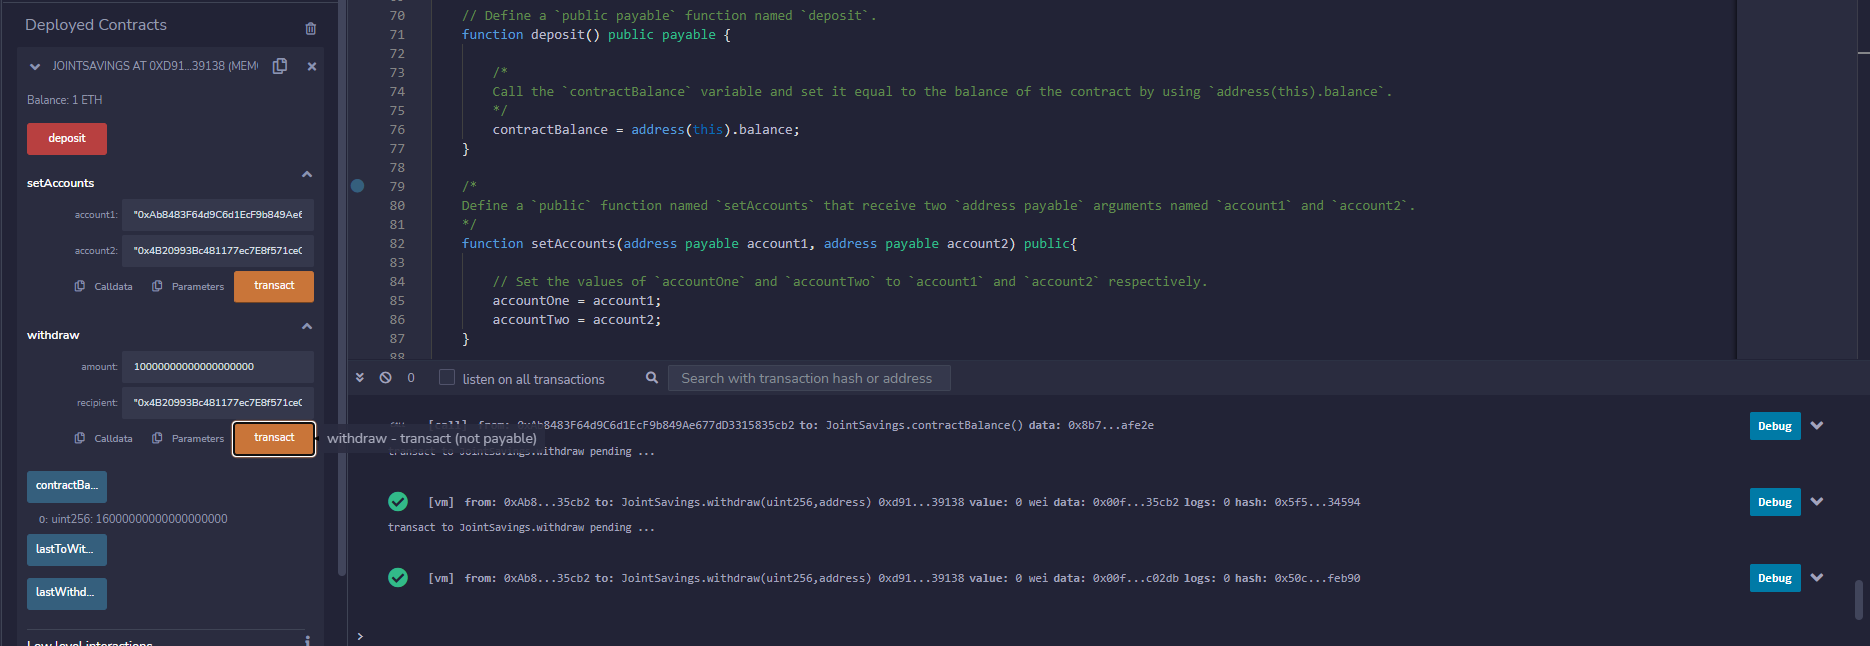 Deployed Contracts
JOINTSAVINGS AT 0XD91...39138 (MEM
Balance: 1 ETH
deposit
setAccounts
account1: "0xAb8483F64d9C6d1EcF9b849Ae6
account2: "0x4B20993Bc481177ec7E8f571ceC
Calldata Parameters transact
withdraw
amount: 10000000000000000000
recipient: "0x4B20993Bc481177ec7E8f571ceC
Calldata Parameters transact
withdraw - transact (not payable)
contractBa...
0: uint256: 16000000000000000000
lastToWit...
lastWithd...
Low level interactions
70 // Define a `public payable` function named `deposit`.
71 function deposit() public payable {
72
73 /*
74 Call the `contractBalance` variable and set it equal to the balance of the contract by using `address(this).balance`.
75 */
76 contractBalance = address(this).balance;
77 }
78
79 /*
80 Define a `public` function named `setAccounts` that receive two `address payable` arguments named `account1` and `account2`.
81 */
82 function setAccounts(address payable account1, address payable account2) public{
83
84 // Set the values of `accountOne` and `accountTwo` to `account1` and `account2` respectively.
85 accountOne = account1;
86 accountTwo = account2;
87 }
88
0 listen on all transactions Search with transaction hash or address
[call] from: 0xAb8483F64d9C6d1EcF9b849Ae677dD3315835cb2 to: JointSavings.contractBalance() data: 0x8b7...afe2e Debug
transact to JointSavings.withdraw pending ...
[vm] from: 0xAb8...35cb2 to: JointSavings.withdraw(uint256,address) 0xd91...39138 value: 0 wei data: 0x00f...35cb2 logs: 0 hash: 0x5f5...34594 Debug
transact to JointSavings.withdraw pending ...
[vm] from: 0xAb8...35cb2 to: JointSavings.withdraw(uint256,address) 0xd91...39138 value: 0 wei data: 0x00f...c02db logs: 0 hash: 0x50c...feb90 Debug
>